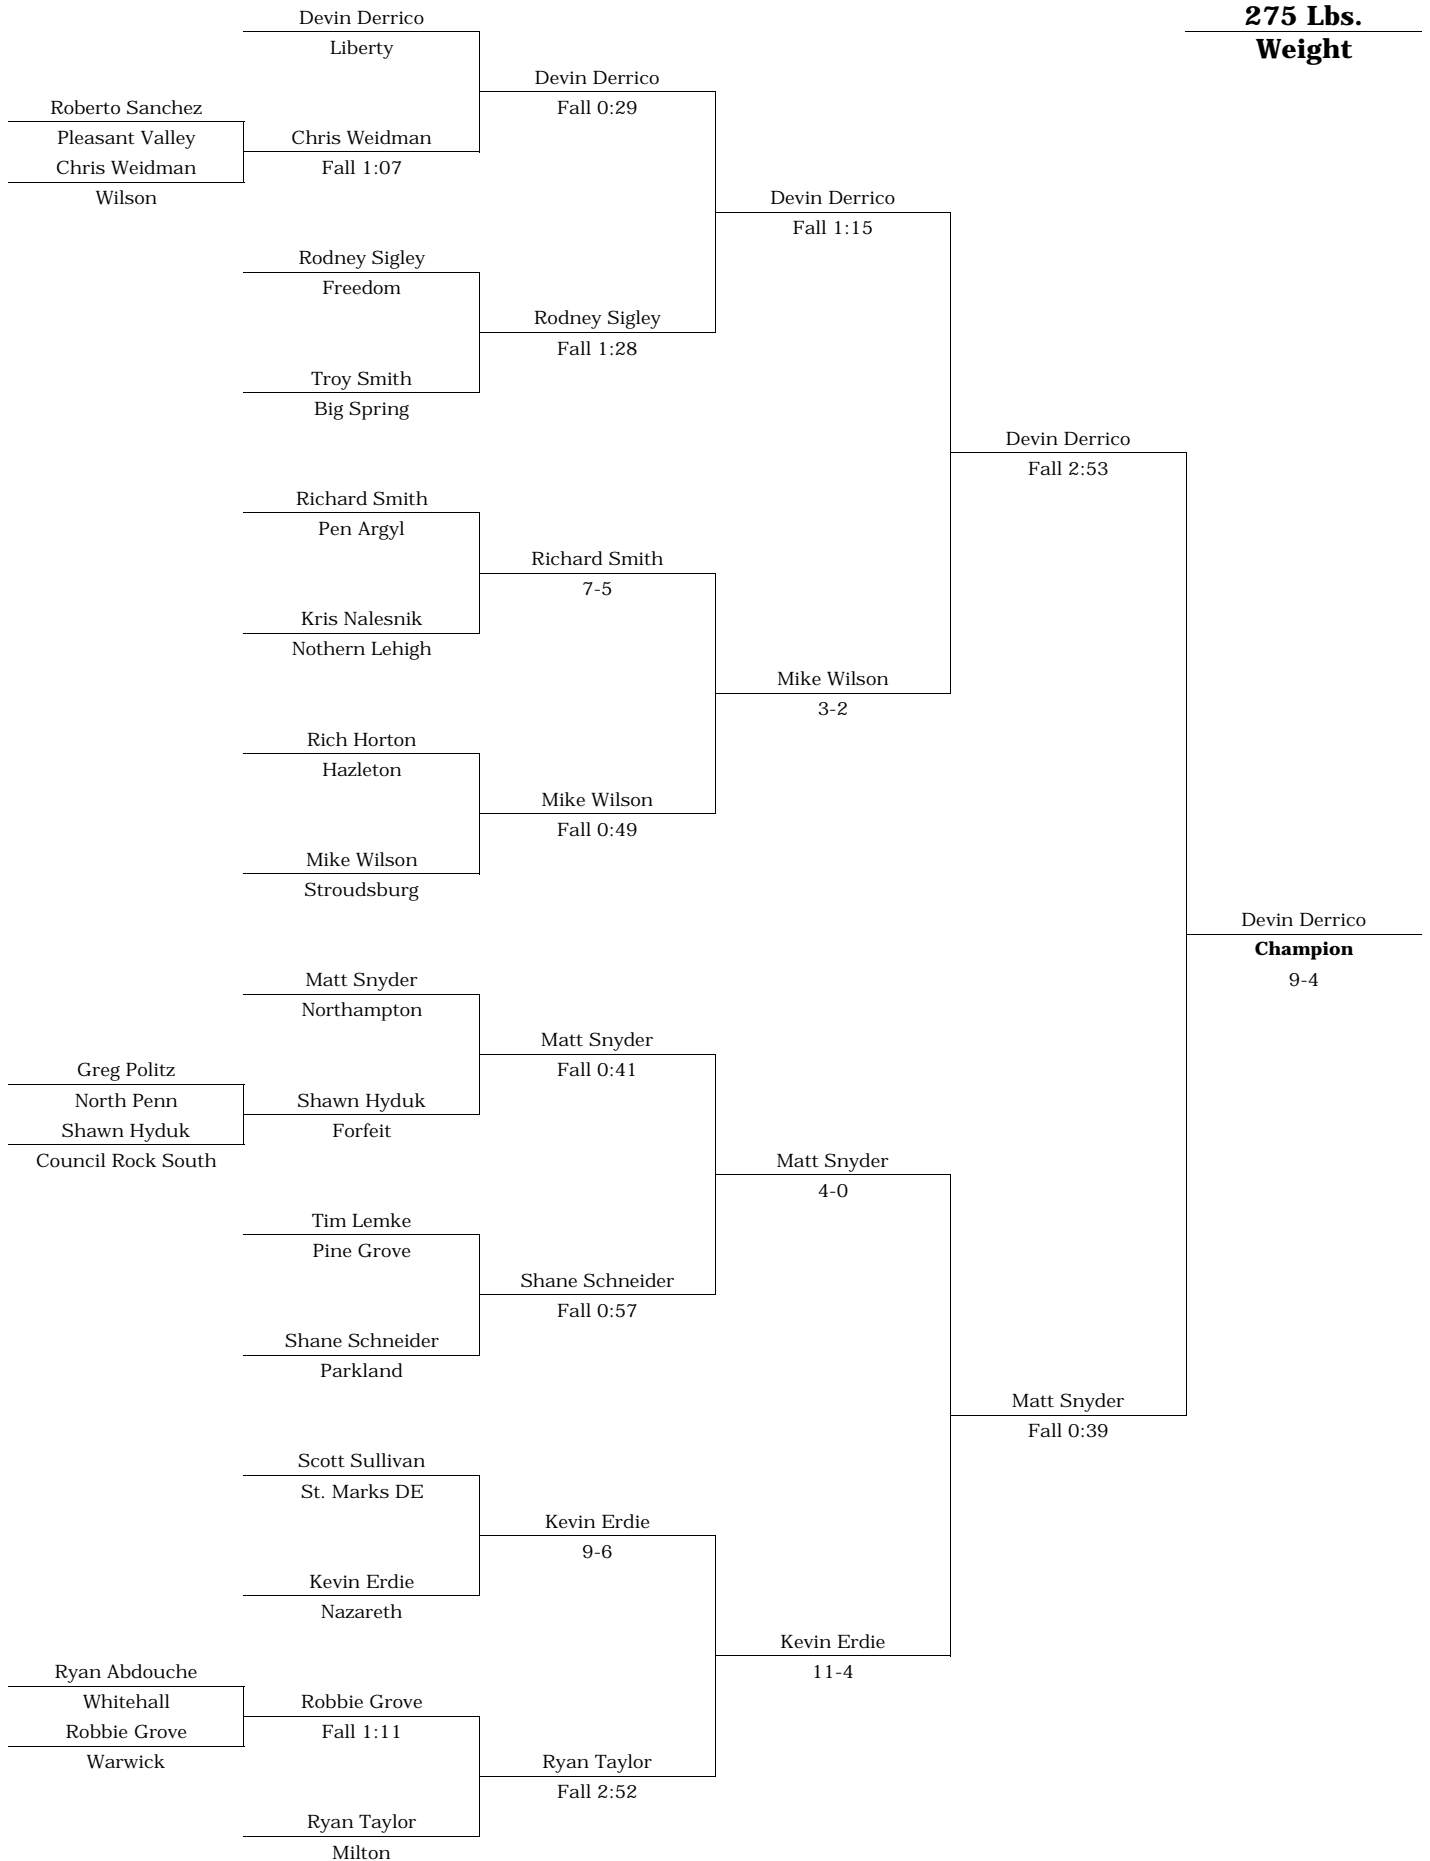 275 Lbs.
Weight
Devin Derrico
Liberty
Devin Derrico
Fall 0:29
Roberto Sanchez
Pleasant Valley
Chris Weidman
Wilson
Chris Weidman
Fall 1:07
Devin Derrico
Fall 1:15
Rodney Sigley
Freedom
Rodney Sigley
Fall 1:28
Troy Smith
Big Spring
Devin Derrico
Fall 2:53
Richard Smith
Pen Argyl
Richard Smith
7-5
Kris Nalesnik
Nothern Lehigh
Mike Wilson
3-2
Rich Horton
Hazleton
Mike Wilson
Fall 0:49
Mike Wilson
Stroudsburg
Devin Derrico
Champion
9-4
Matt Snyder
Northampton
Matt Snyder
Fall 0:41
Greg Politz
North Penn
Shawn Hyduk
Council Rock South
Shawn Hyduk
Forfeit
Matt Snyder
4-0
Tim Lemke
Pine Grove
Shane Schneider
Fall 0:57
Shane Schneider
Parkland
Matt Snyder
Fall 0:39
Scott Sullivan
St. Marks DE
Kevin Erdie
9-6
Kevin Erdie
Nazareth
Kevin Erdie
11-4
Ryan Abdouche
Whitehall
Robbie Grove
Warwick
Robbie Grove
Fall 1:11
Ryan Taylor
Fall 2:52
Ryan Taylor
Milton